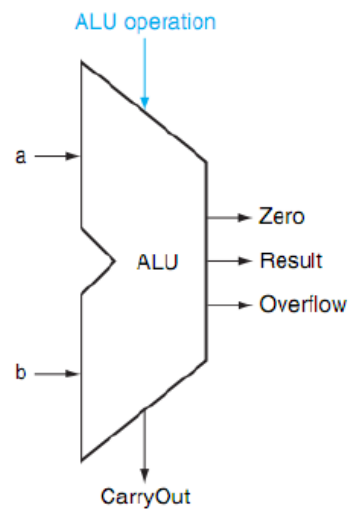 ALU operation
a
Zero
ALU
Result
Overflow
b
CarryOut